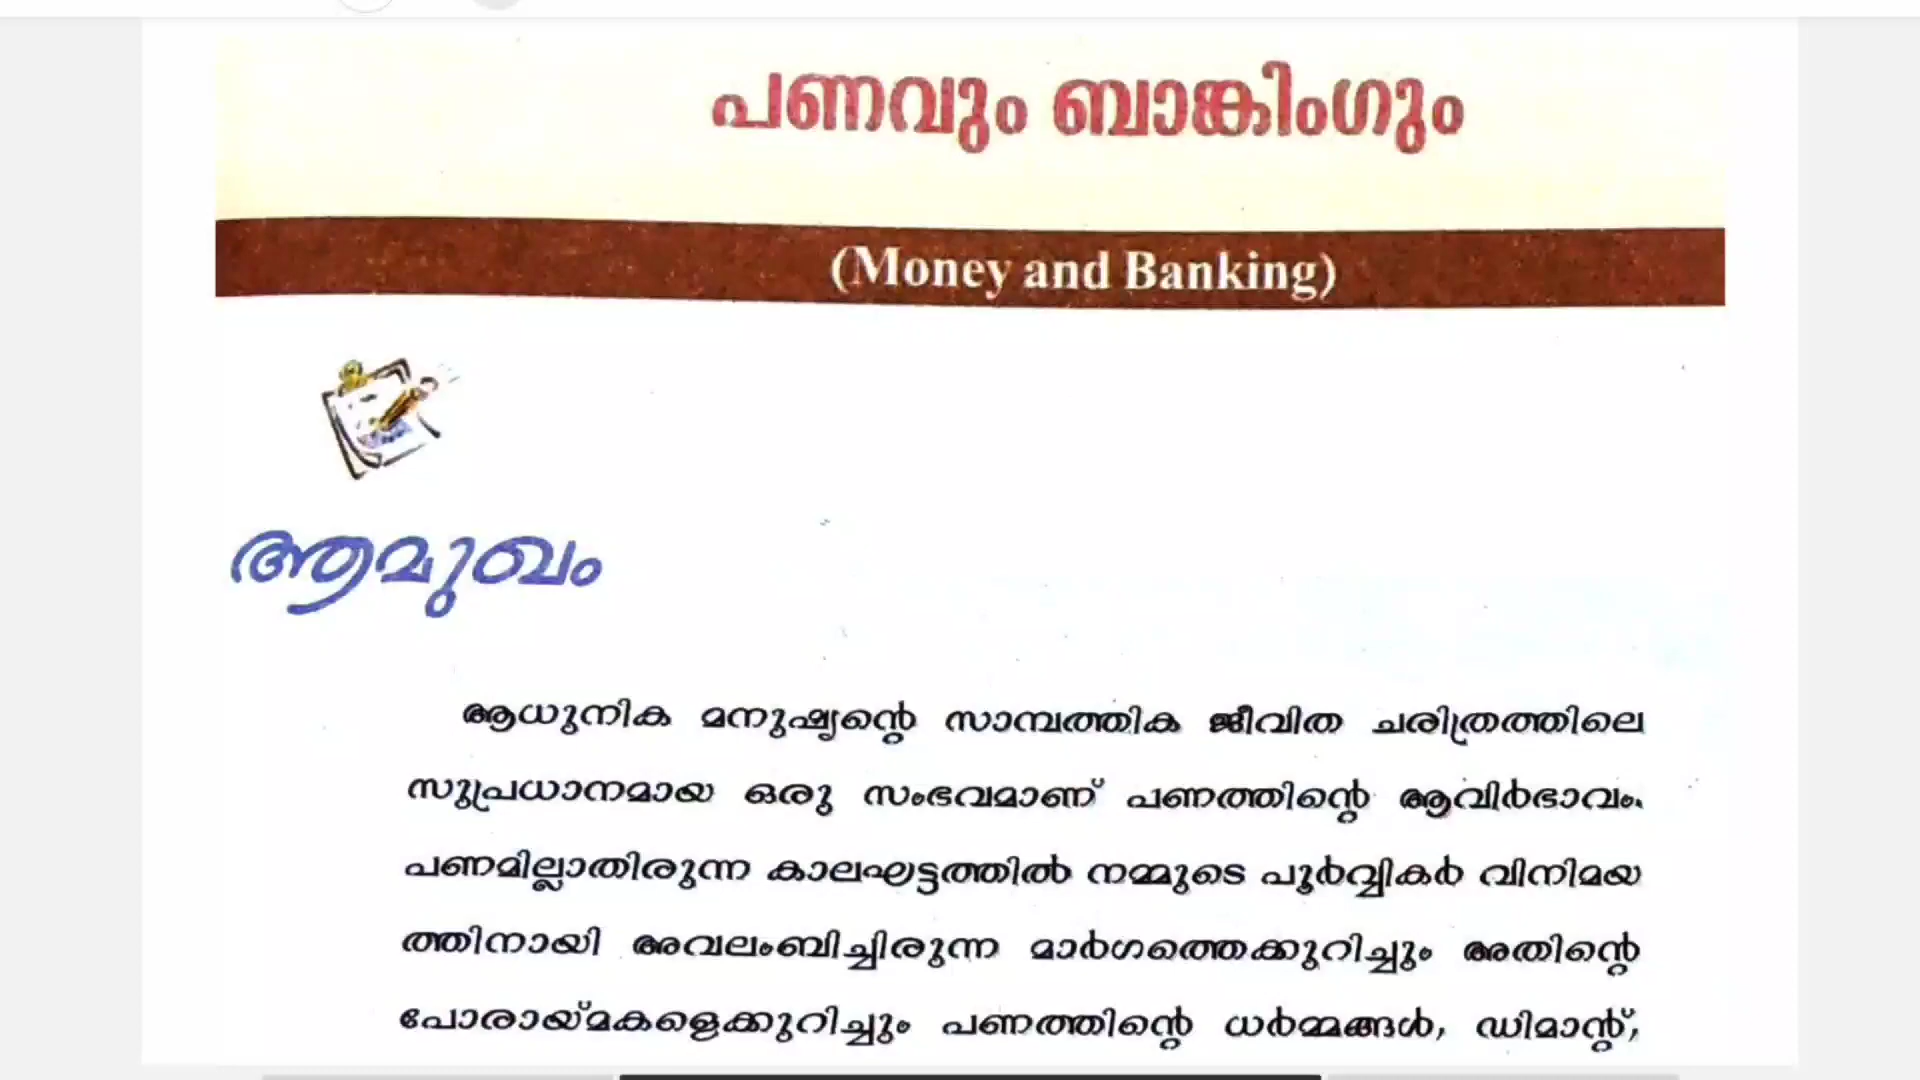 പണവും ബാങ്കിംഗും
(Money and Banking)
ആമുഖം
ആധുനിക മനുഷ്യന്റെ സാമ്പത്തിക ജീവിത ചരിത്രത്തിലെ
സുപ്രധാനമായ ഒരു സംഭവമാണ് പണത്തിന്റെ ആവിർഭാവം.
പണമില്ലാതിരുന്ന കാലഘട്ടത്തിൽ നമ്മുടെ പൂർവ്വികർ വിനിമയ
ത്തിനായി അവലംബിച്ചിരുന്ന മാർഗത്തെക്കുറിച്ചും അതിന്റെ
പോരായ്മകളെക്കുറിച്ചും പണത്തിന്റെ ധർമ്മങ്ങൾ, ഡിമാന്റ്,